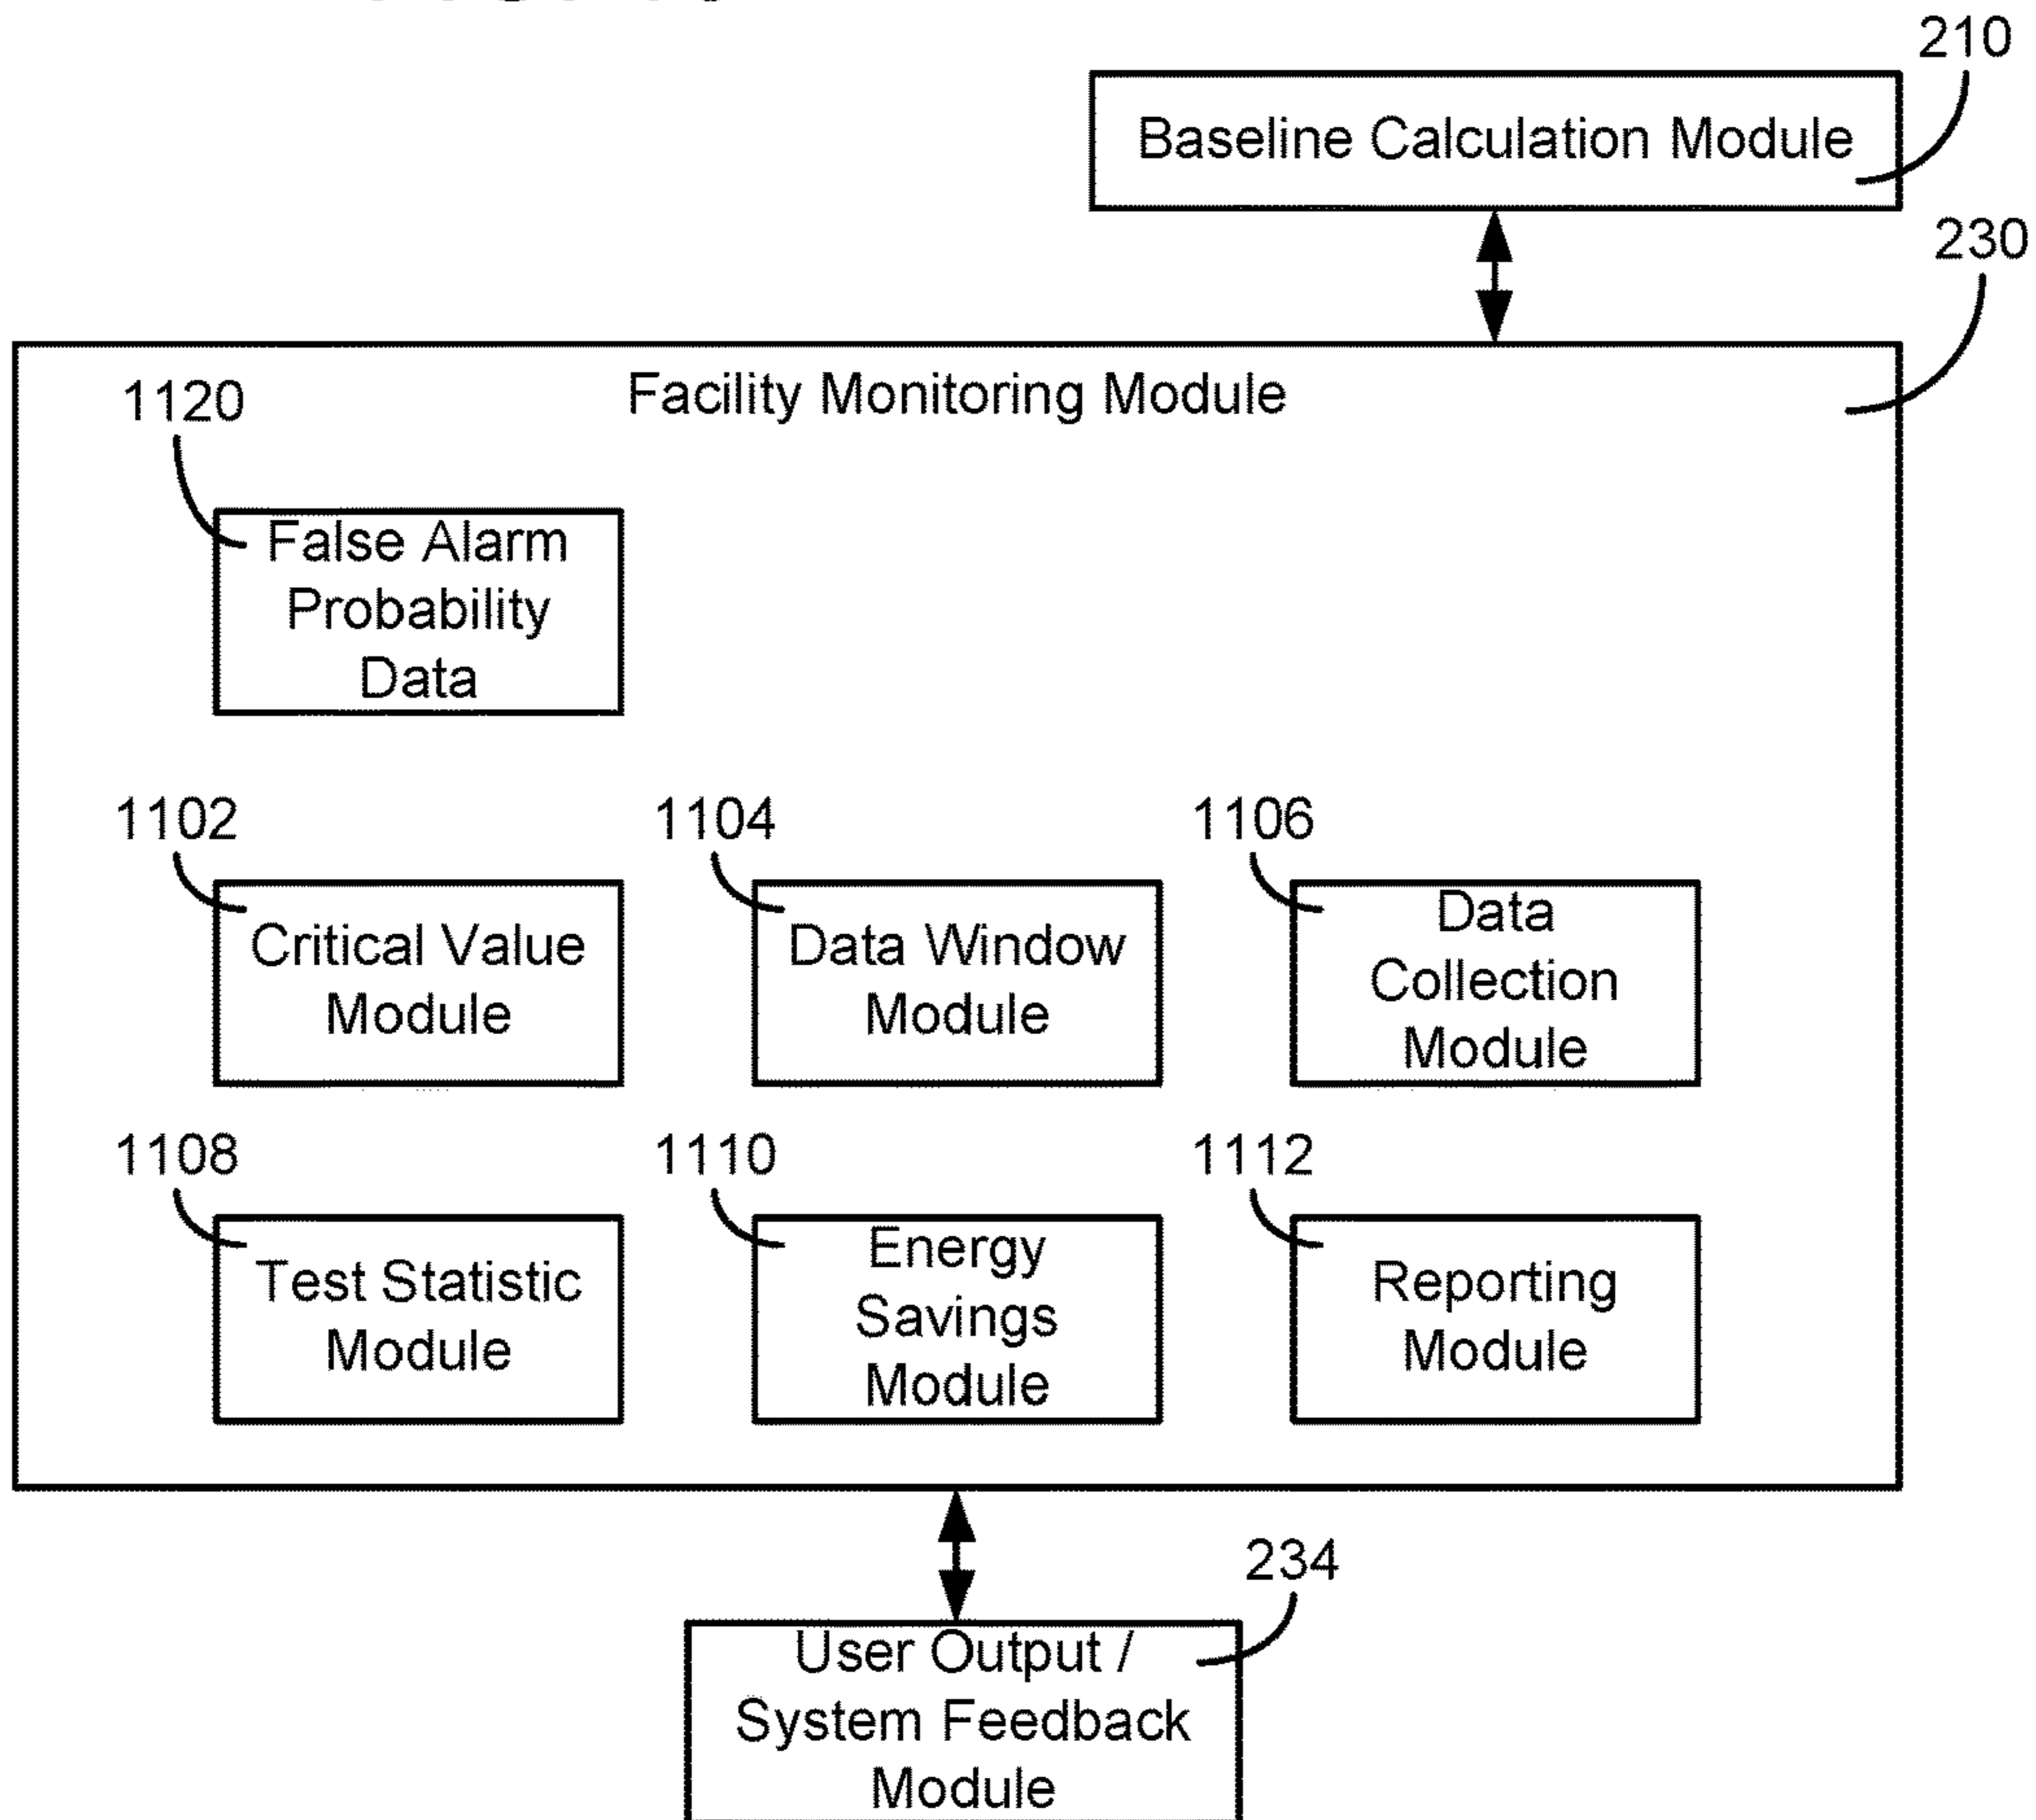 210
Baseline Calculation Module
230
Facility Monitoring Module
1120
False Alarm
Probability
Data
1102
1104
1106
Critical Value
Module
Data Window
Module
Data
Collection
Module
1108
1110
1112
Test Statistic
Module
Energy
Savings
Module
Reporting
Module
234
User Output /
System Feedback
Module